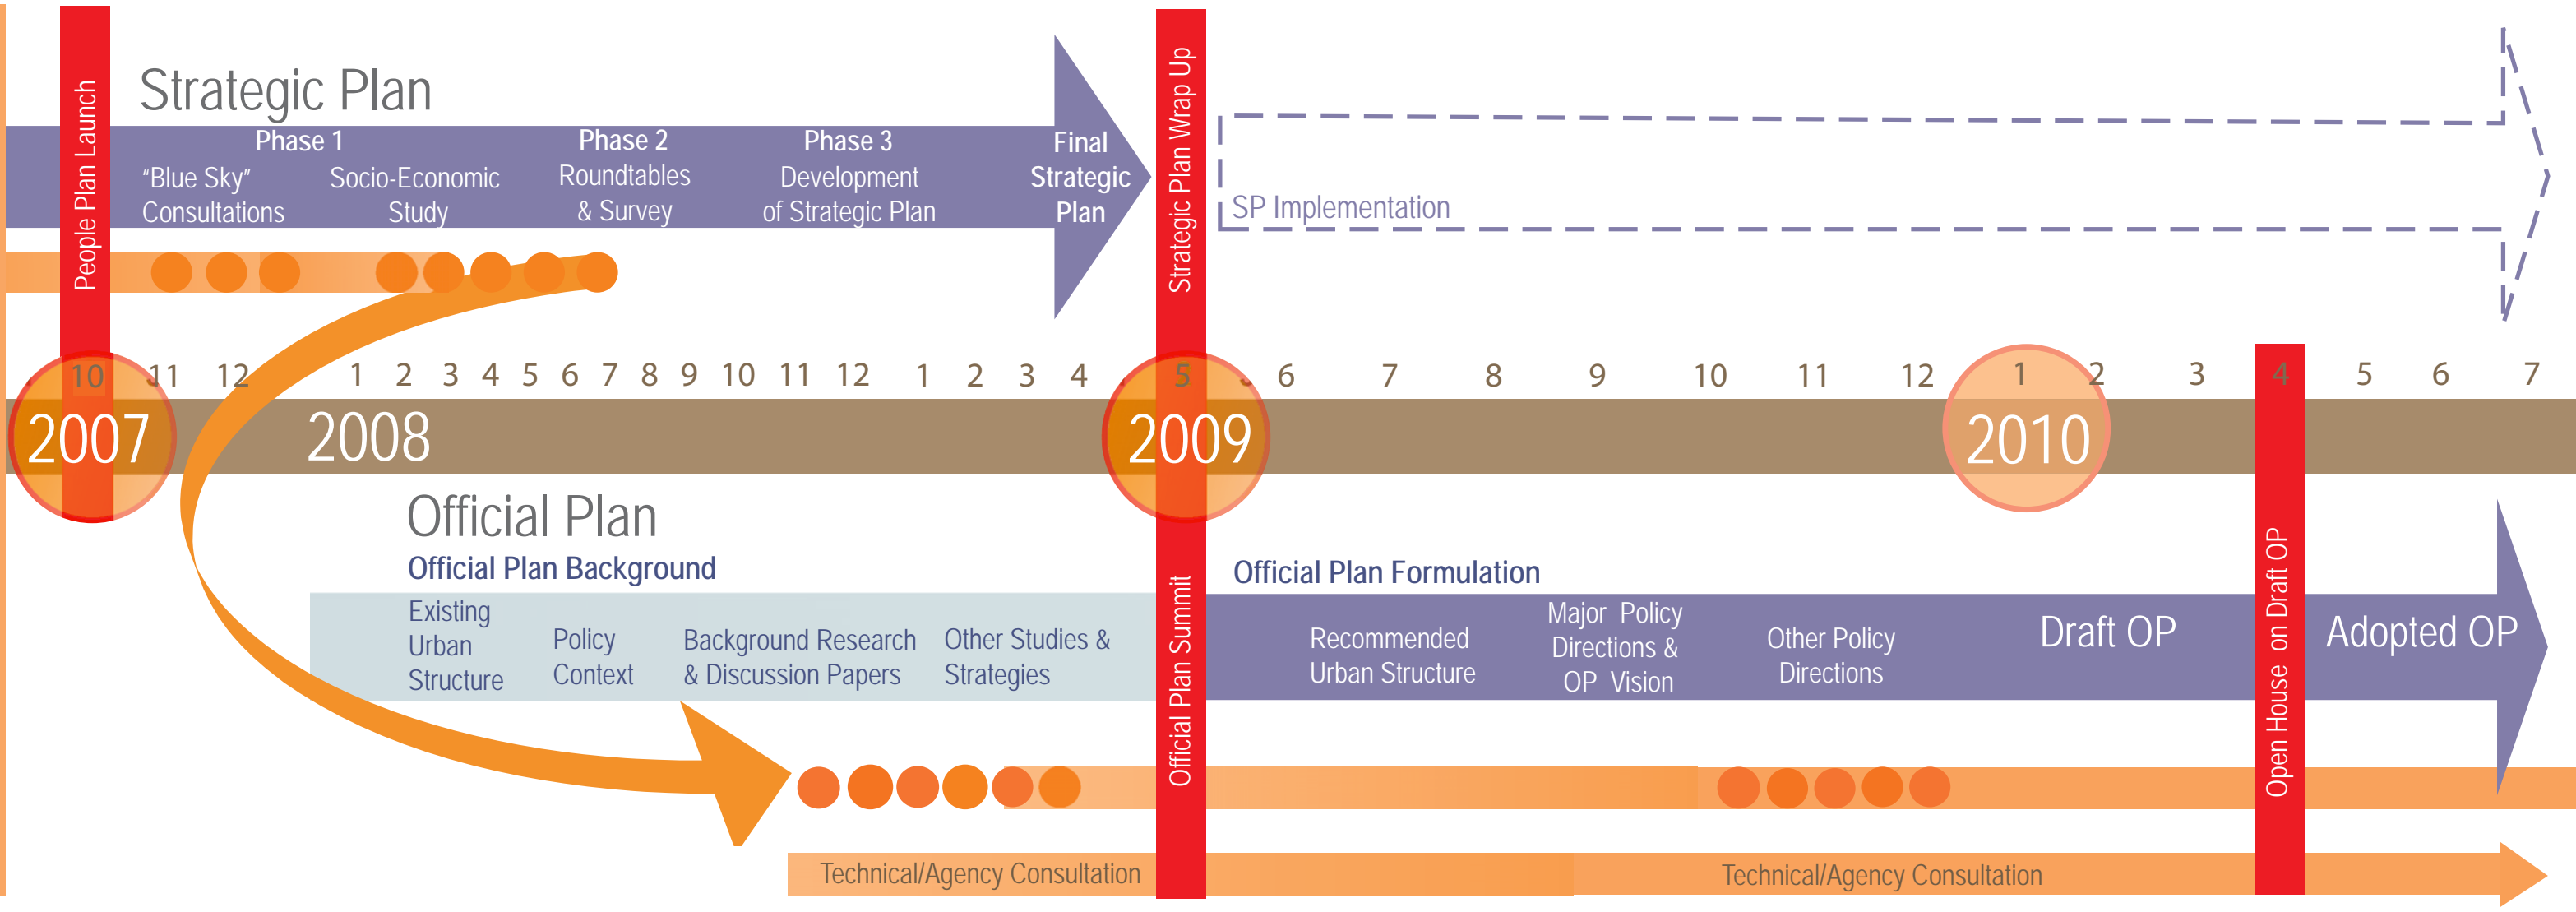 People Plan Launch
Strategic Plan
Phase 1
"Blue Sky"
Consultations
Socio-Economic
Study
Phase 2
Roundtables
& Survey
Phase 3
Development
of Strategic Plan
Final
Strategic
Plan
Strategic Plan Wrap Up
SP Implementation
10 11 12 1 2 3 4 5 6 7 8 9 10 11 12 1 2 3 4 5 6 7 8 9 10 11 12 1 2 3 4 5 6 7
2007 2008 2009 2010
Official Plan
Official Plan Background
Existing
Urban
Structure
Policy
Context
Background Research
& Discussion Papers
Other Studies &
Strategies
Official Plan Summit
Official Plan Formulation
Recommended
Urban Structure
Major Policy
Directions &
OP Vision
Other Policy
Directions
Draft OP
Open House on Draft OP
Adopted OP
Technical/Agency Consultation
Technical/Agency Consultation